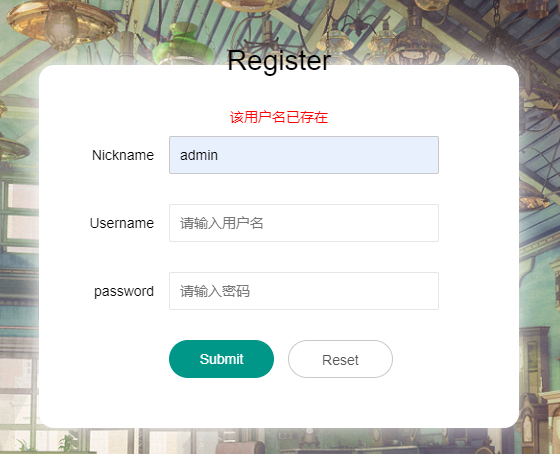 Register
该用户名已存在
Nickname admin
Username 请输入用户名
password 请输入密码
Submit Reset